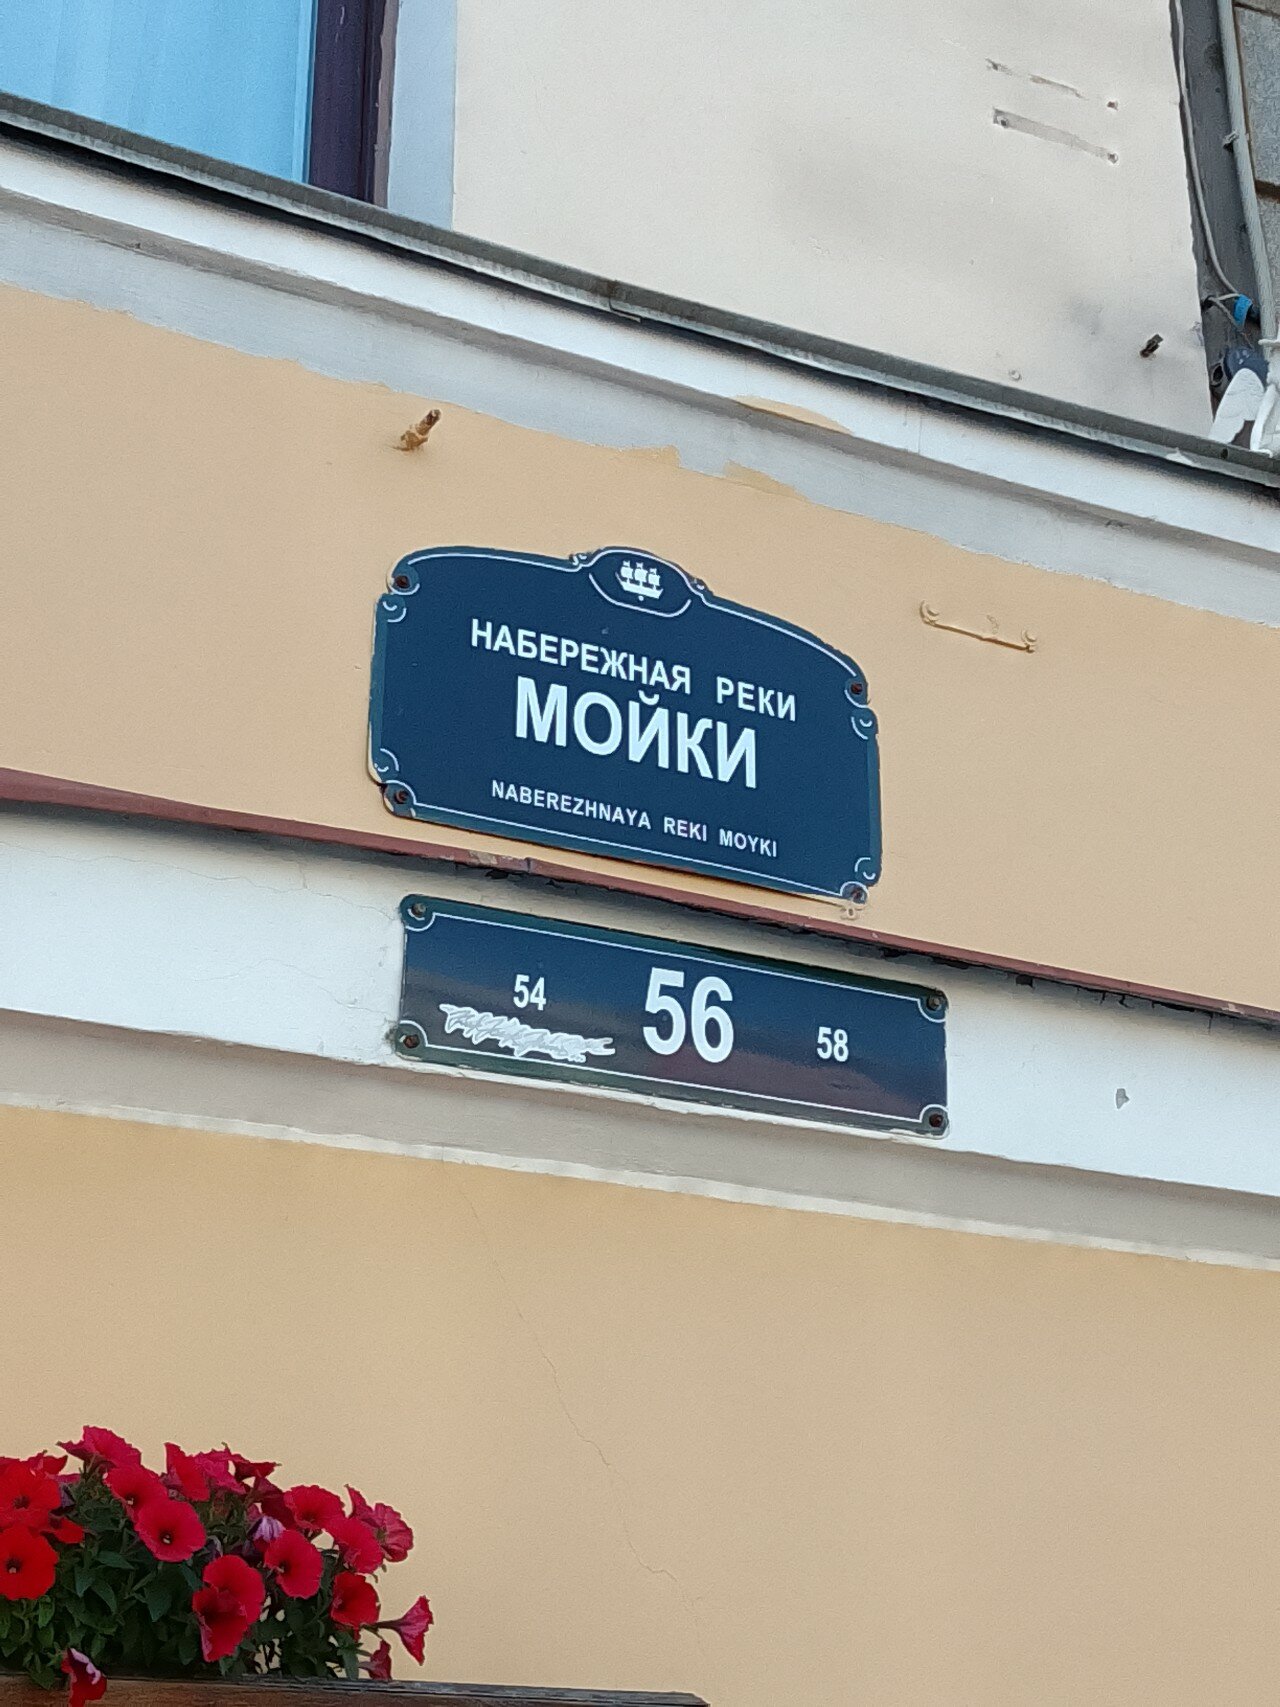 НАБЕРЕЖНАЯ РЕКИ
МОЙКИ
NABEREZHNAYA REKI MOYKI
54 56 58